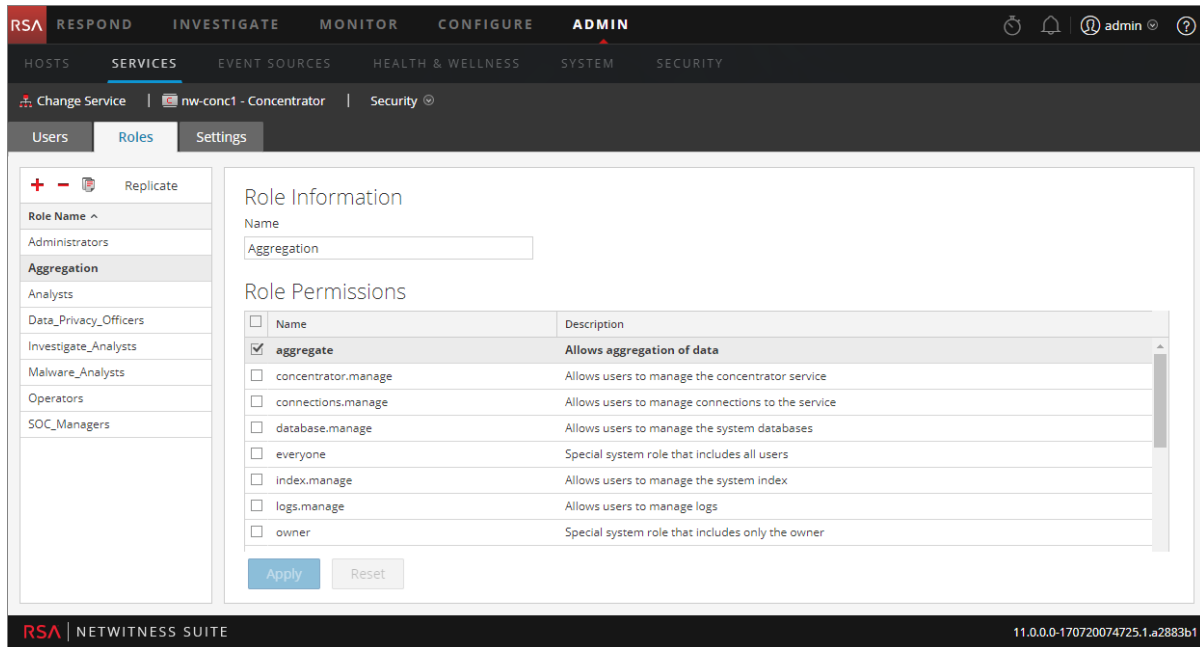 RSA RESPOND INVESTIGATE MONITOR CONFIGURE ADMIN admin ?
HOSTS SERVICES EVENT SOURCES HEALTH & WELLNESS SYSTEM SECURITY
Change Service | C nw-conc1 - Concentrator | Security
Users Roles Settings
Replicate
Role Name
Administrators
Aggregation
Analysts
Data_Privacy_Officers
Investigate_Analysts
Malware_Analysts
Operators
SOC_Managers
Role Information
Name
Aggregation
Role Permissions
Name Description
aggregate Allows aggregation of data
concentrator.manage Allows users to manage the concentrator service
connections.manage Allows users to manage connections to the service
database.manage Allows users to manage the system databases
everyone Special system role that includes all users
index.manage Allows users to manage the system index
logs.manage Allows users to manage logs
owner Special system role that includes only the owner
Apply Reset
RSA | NETWITNESS SUITE 11.0.0.0-170720074725.1.a2883b1